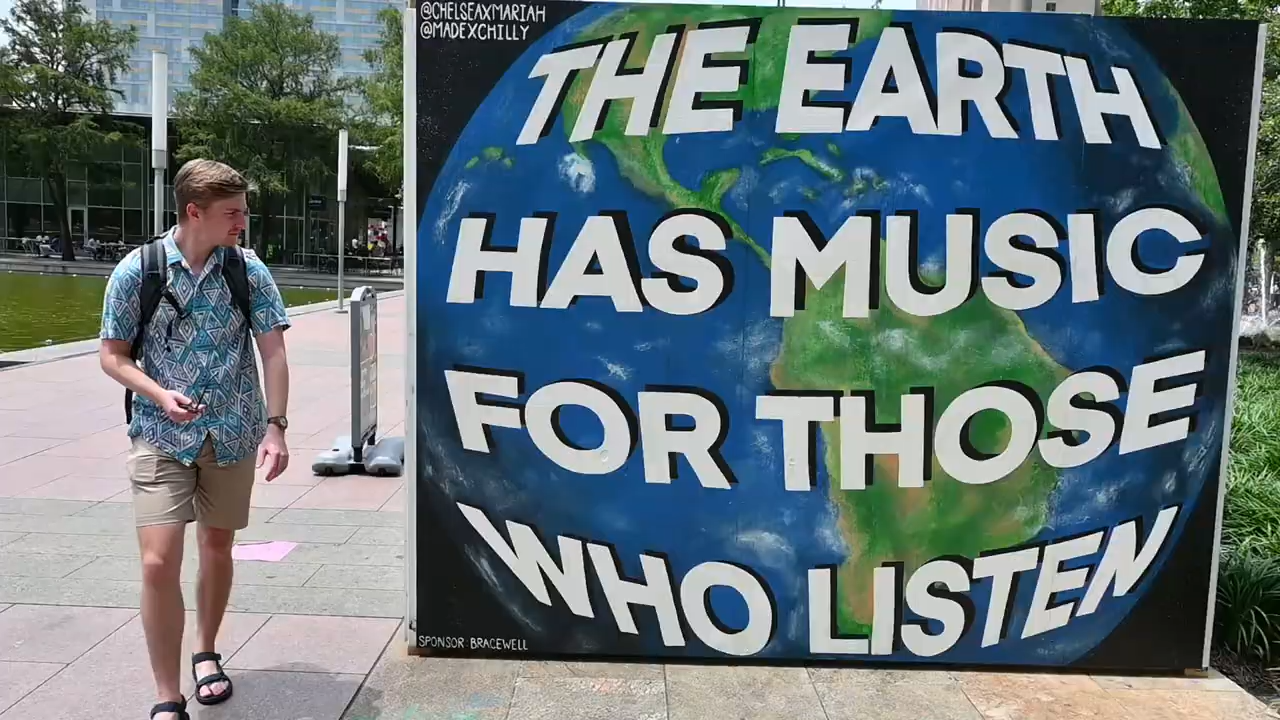 @CHELSEAXMARIAH
@MADEXCHILLY
THE EARTH
HAS MUSIC
FOR THOSE
WHO LISTEN
SPONSOR: BRACEWELL